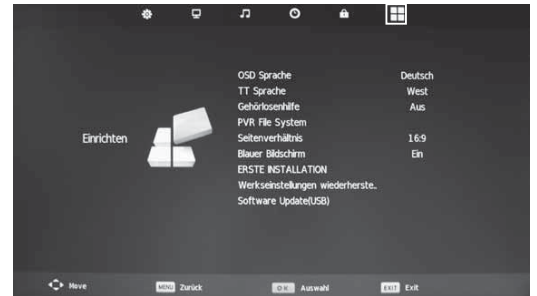 OSD Sprache Deutsch
TT Sprache West
Gehörlosenhilfe Aus
PVR File System
Seitenverhältnis 16:9
Einrichten
Blauer Bildschirm Ein
ERSTE INSTALLATION
Werkseinstellungen wiederherste..
Software Update(USB)
Move MENU Zurück OK Auswahl EXIT Exit